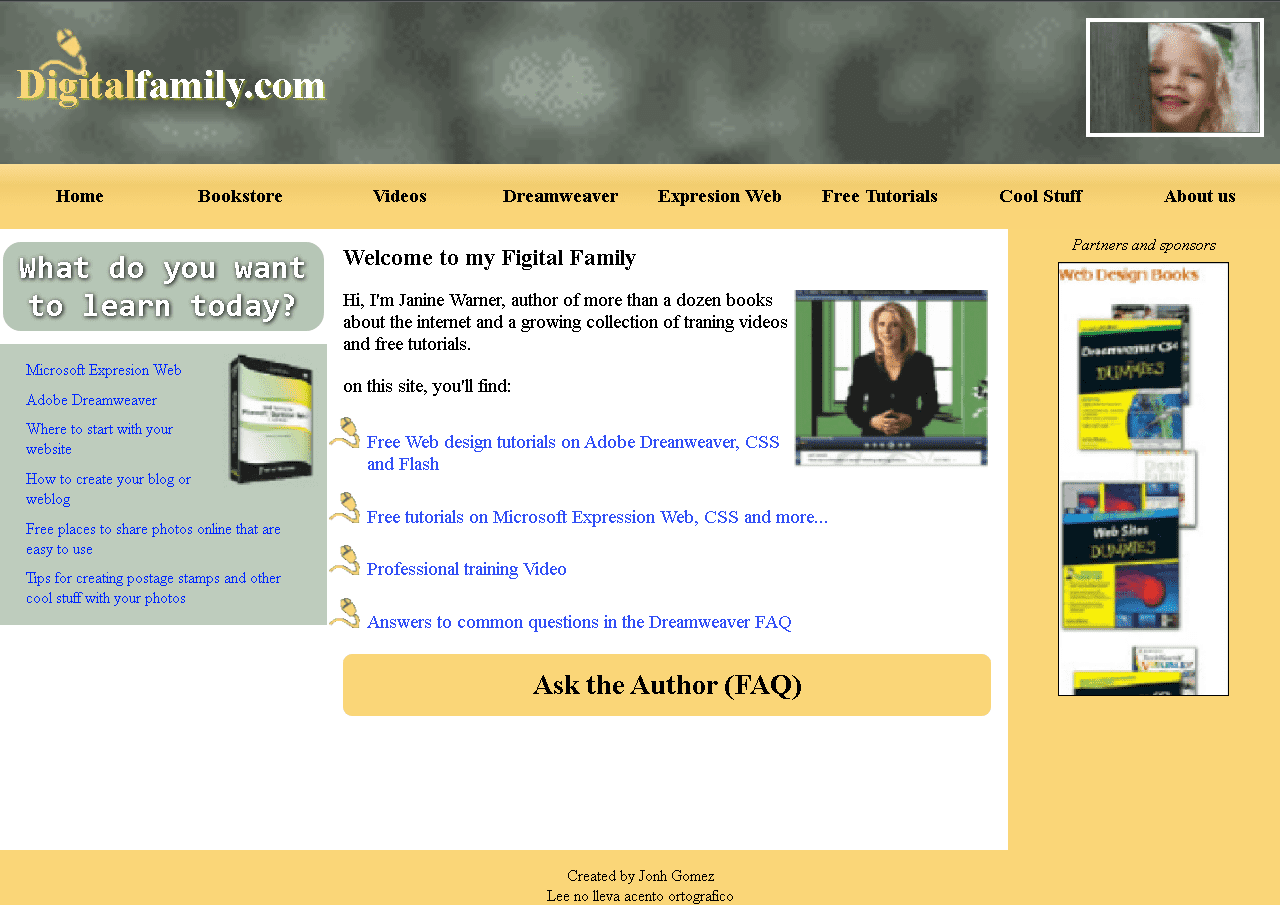 Digitalfamily.com
Home Bookstore Videos Dreamweaver Expresion Web Free Tutorials Cool Stuff About us
What do you want
to learn today?
Microsoft Expresion Web
Adobe Dreamweaver
Where to start with your
website
How to create your blog or
weblog
Free places to share photos online that are
easy to use
Tips for creating postage stamps and other
cool stuff with your photos
Welcome to my Figital Family
Hi, I'm Janine Warner, author of more than a dozen books
about the internet and a growing collection of traning videos
and free tutorials.
on this site, you'll find:
Free Web design tutorials on Adobe Dreanweaver, CSS
and Flash
Free tutorials on Microsoft Expression Web, CSS and more...
Professional training Video
Answers to common questions in the Dreamweaver FAQ
Ask the Author (FAQ)
Partners and sponsors
Web Design Books
Dreamweaver CS4
DUMMIES
Digital
Family
Web Sites
DUMMIES
Created by Jonh Gomez
Lee no lleva acento ortografico